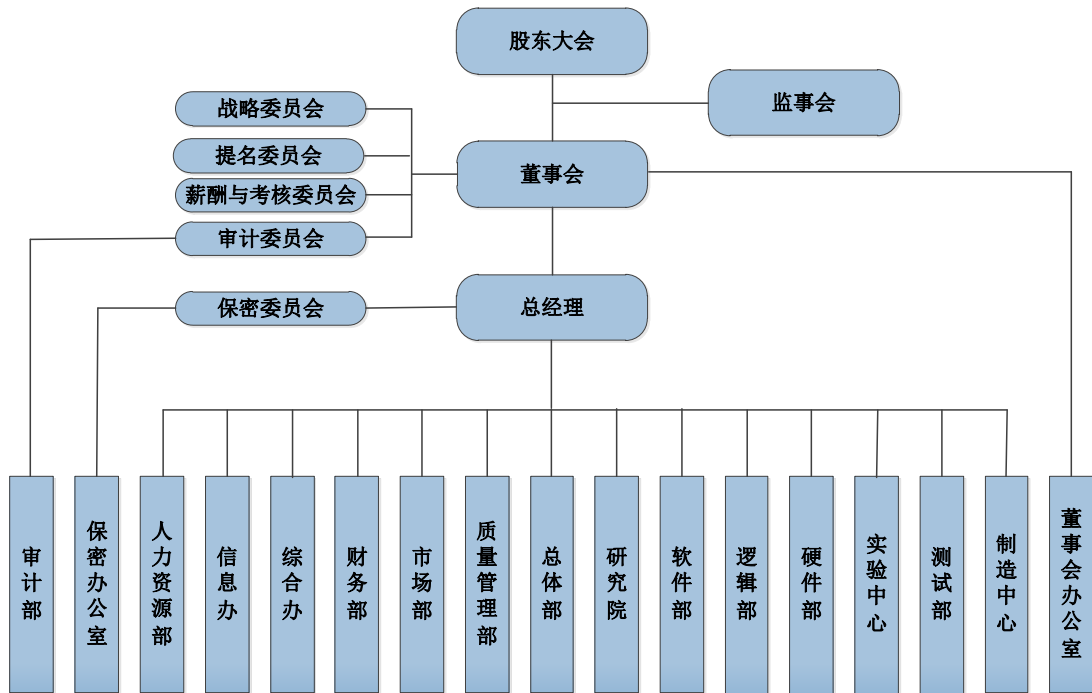 股东大会
监事会
战略委员会
提名委员会
董事会
薪酬与考核委员会
审计委员会
保密委员会
总经理
审计部
保密办公室
人力资源部
信息办
综合办
财务部
市场部
质量管理部
总体部
研究院
软件部
逻辑部
硬件部
实验中心
测试部
制造中心
董事会办公室